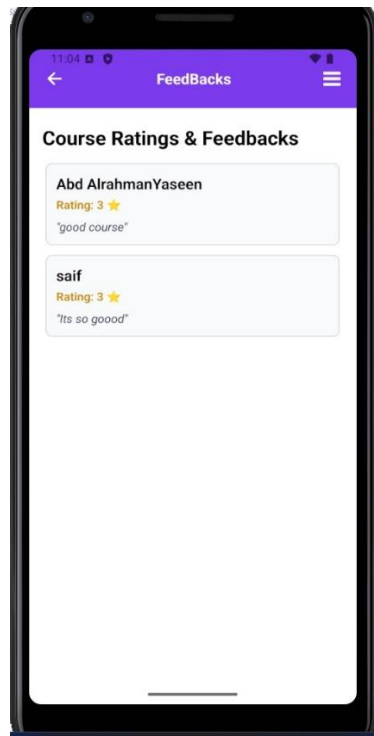 11:04
FeedBacks
Course Ratings & Feedbacks
Abd AlrahmanYaseen
Rating: 3 ⭐
"good course"
saif
Rating: 3 ⭐
"Its so goood"